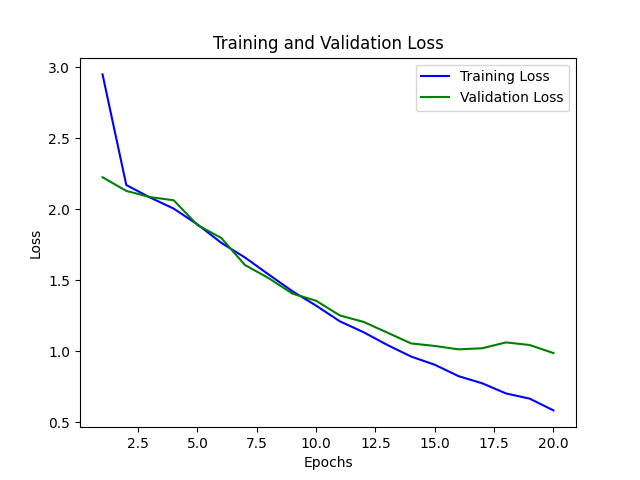 Training and Validation Loss
Training Loss
Validation Loss
3.0
2.5
2.0
1.5
1.0
0.5
Loss
2.5 5.0 7.5 10.0 12.5 15.0 17.5 20.0
Epochs